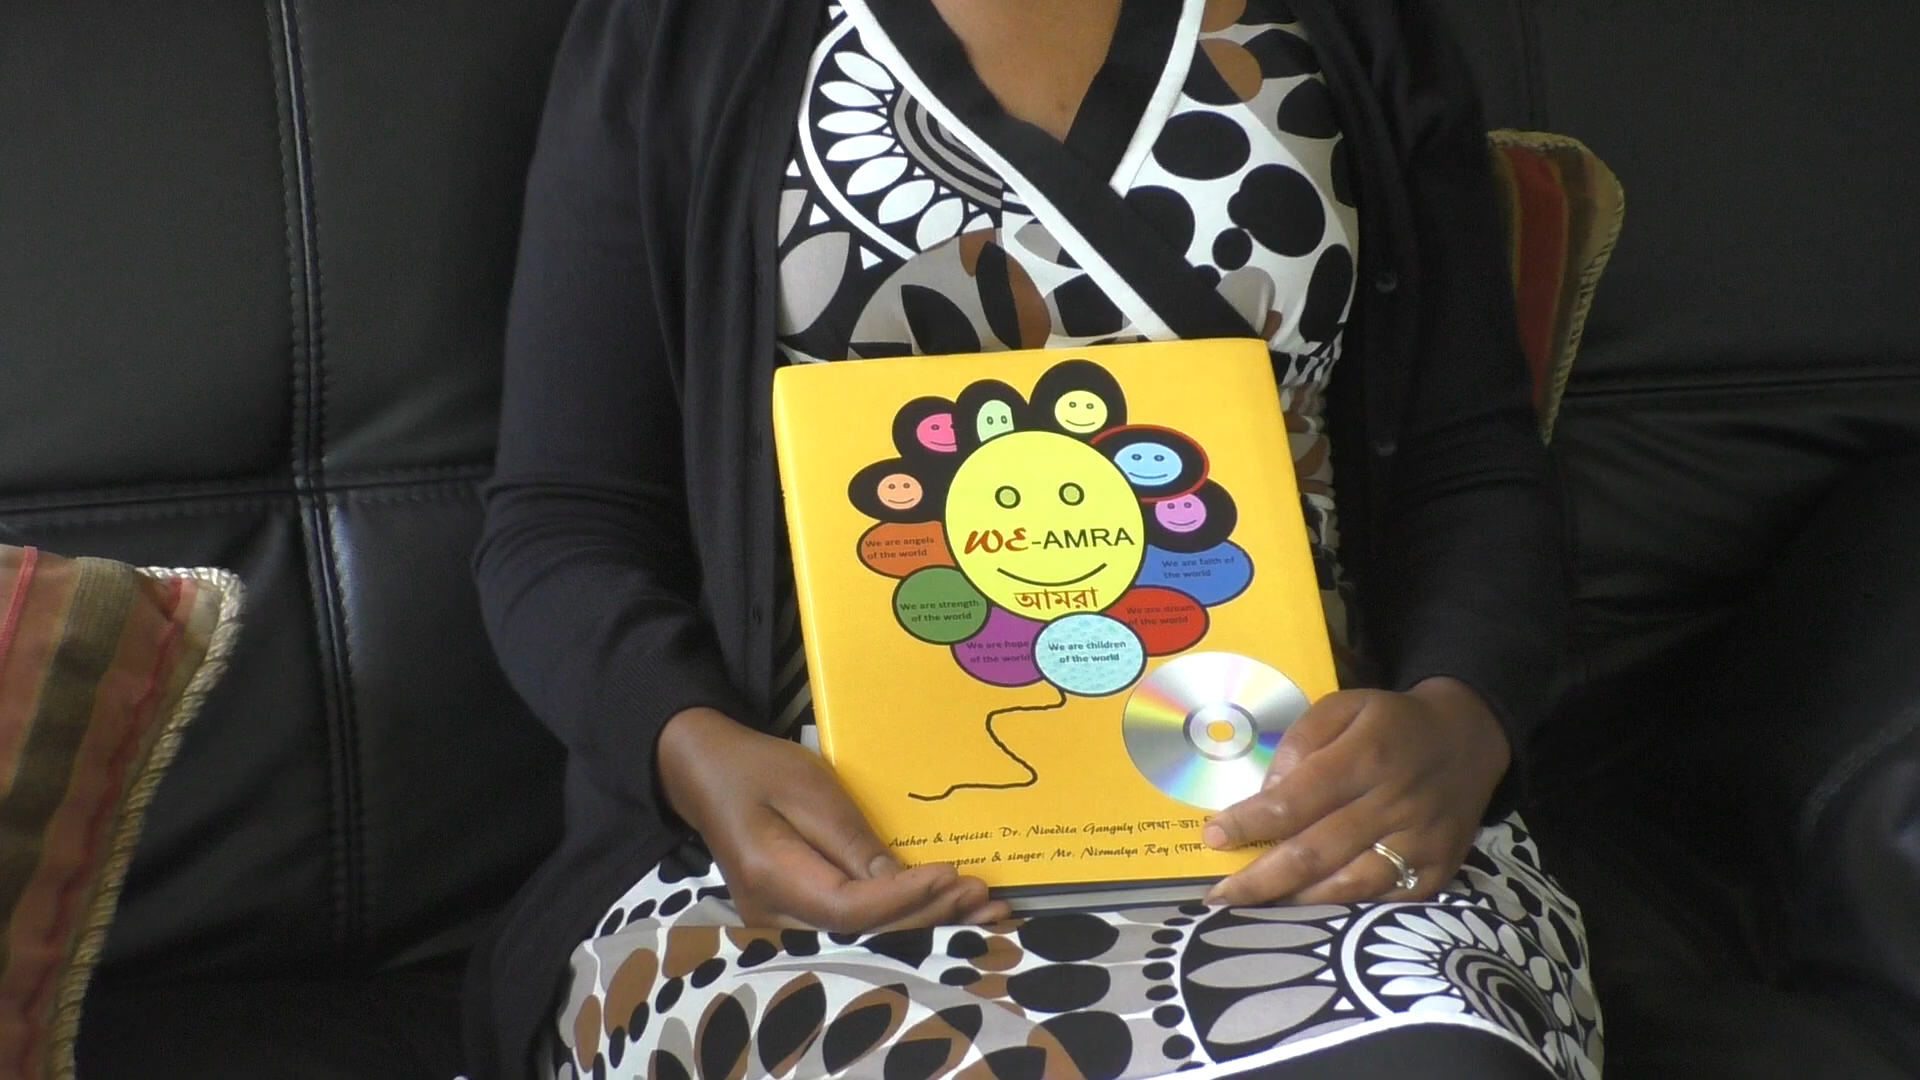 WE-AMRA
আমরা
We are angels
of the world
We are faith of
the world
We are strength
of the world
We are dream
of the world
We are hope
of the world
We are children
of the world
Author & lyricist: Dr. Nivedita Ganguly (লেখা-ডাঃ
composer & singer: Mr. Nirmalya Roy (গান-